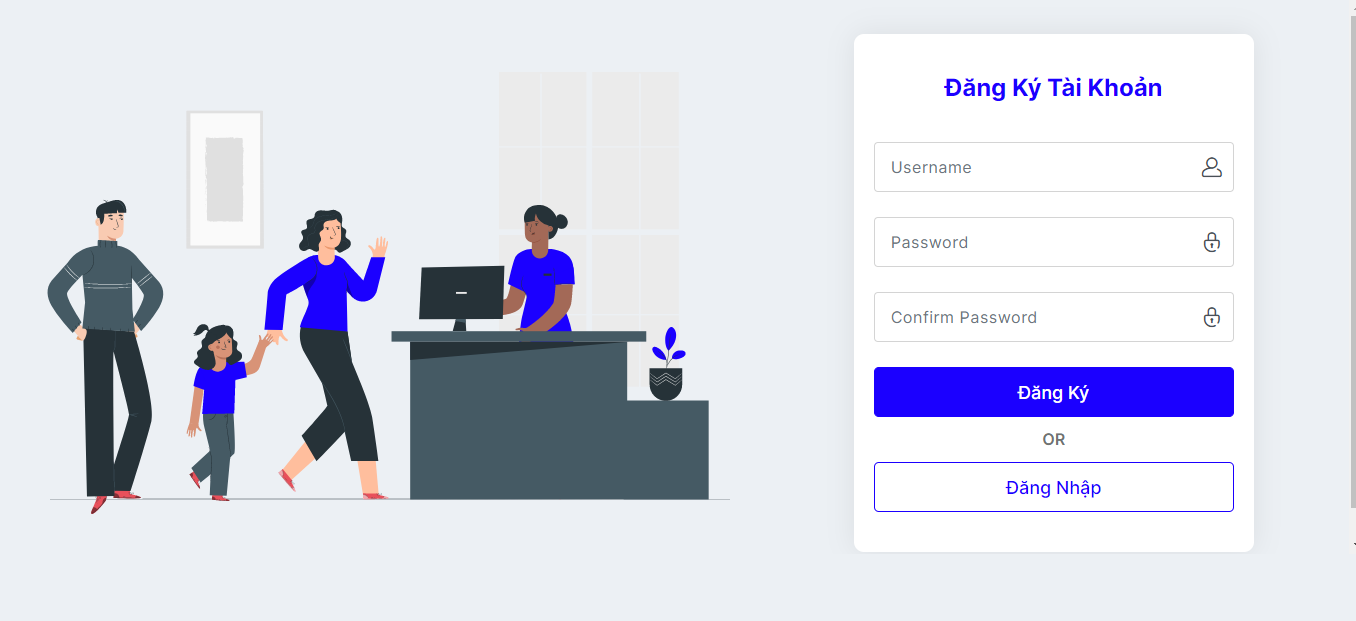 Đăng Ký Tài Khoản
Username
Password
Confirm Password
Đăng Ký
OR
Đăng Nhập